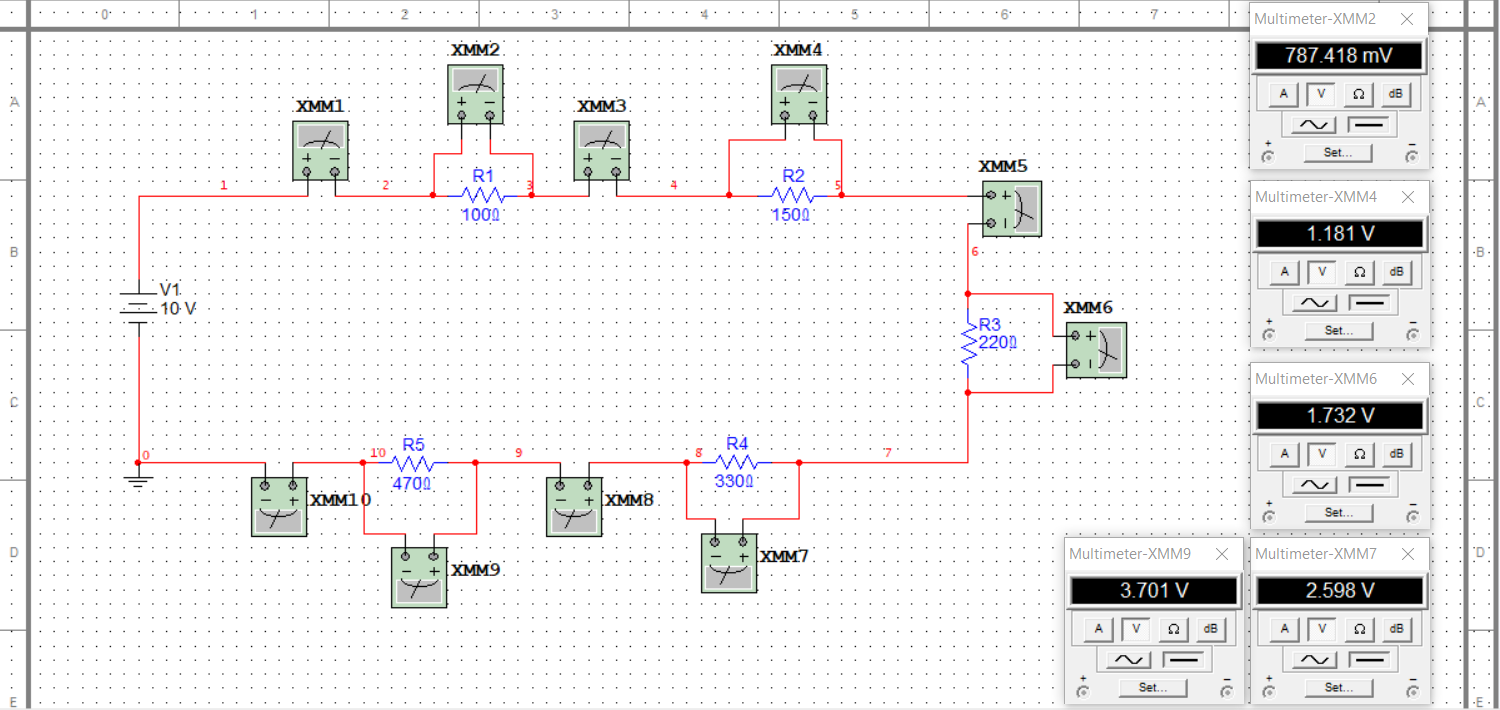 0 1 2 3 4 5 6 7
Multimeter-XMM2
787.418 mV
A V Ω dB
+ Set... −
XMM2
XMM4
XMM1
XMM3
A A
XMM5
1 2 R1 3 4 R2 5
100Ω 150Ω
Multimeter-XMM4
1.181 V
A V Ω dB
+ Set... −
B B
6
V1
10 V
XMM6
R3
220Ω
Multimeter-XMM6
1.732 V
A V Ω dB
+ Set... −
C C
0 10 R5 9 8 R4 7
470Ω 330Ω
XMM10
XMM8
XMM9
XMM7
D D
Multimeter-XMM9
3.701 V
A V Ω dB
+ Set... −
Multimeter-XMM7
2.598 V
A V Ω dB
+ Set... −
E E